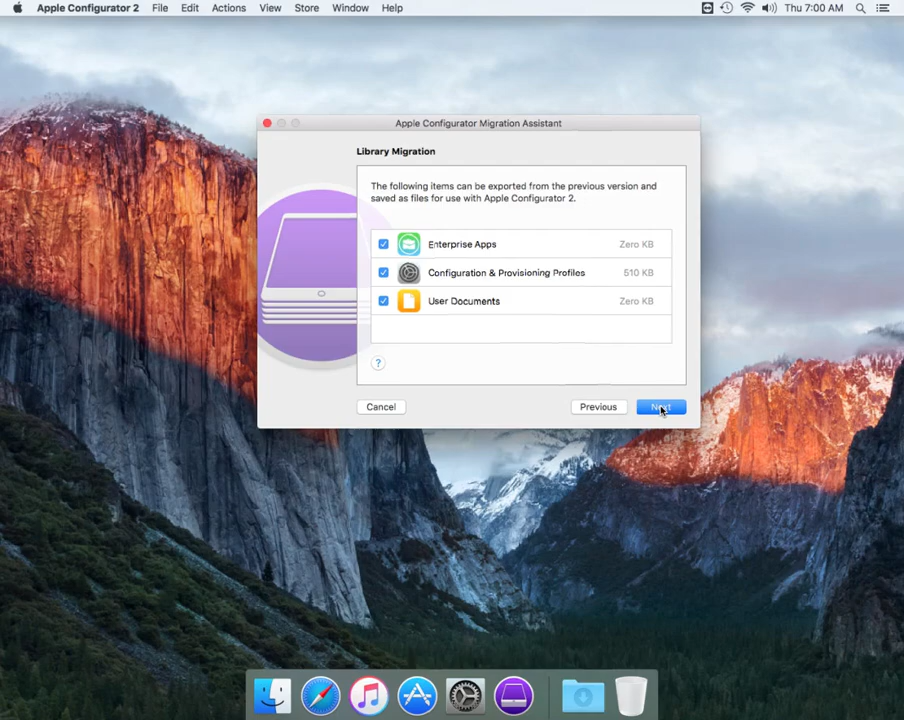 Apple Configurator 2 File Edit Actions View Store Window Help Thu 7:00 AM
Apple Configurator Migration Assistant
Library Migration
The following items can be exported from the previous version and
saved as files for use with Apple Configurator 2.
Enterprise Apps Zero KB
Configuration & Provisioning Profiles 510 KB
User Documents Zero KB
?
Cancel Previous Next